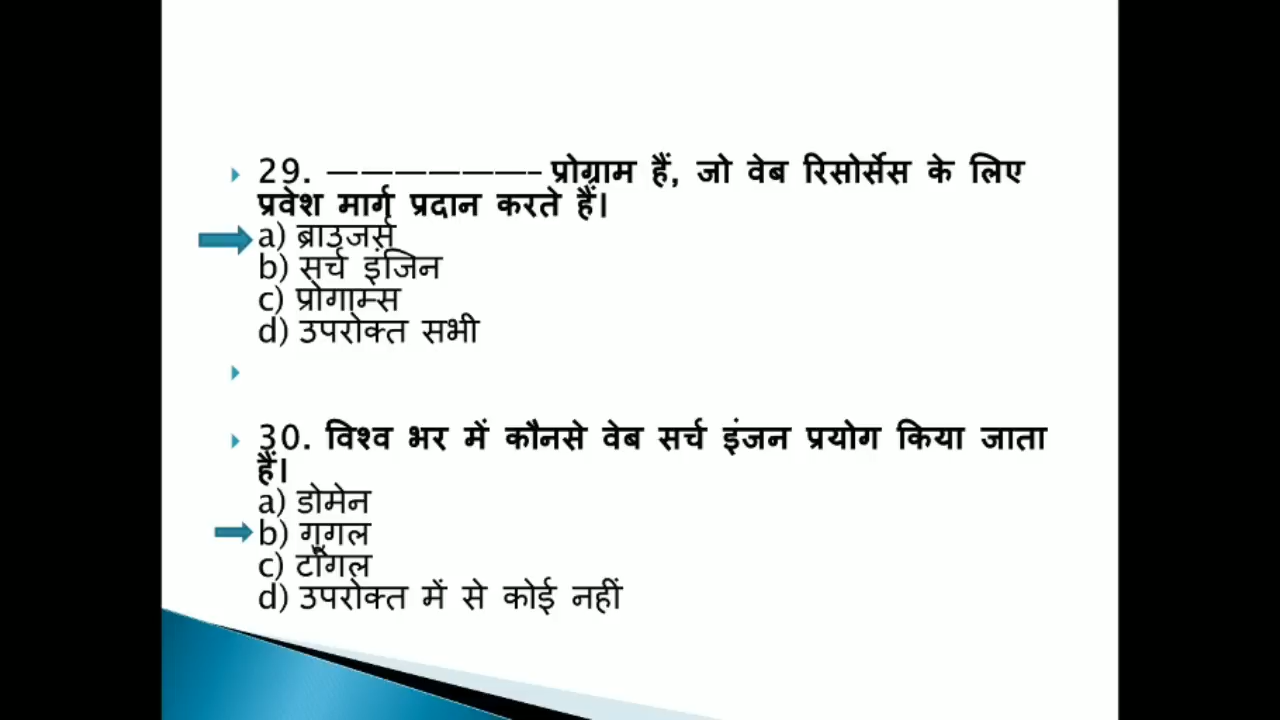 29. ——————– प्रोग्राम हैं, जो वेब रिसोर्सेस के लिए
प्रवेश मार्ग प्रदान करते हैं।
a) ब्राउजर्स
b) सर्च इंजिन
c) प्रोगाम्स
d) उपरोक्त सभी
30. विश्व भर में कौनसे वेब सर्च इंजन प्रयोग किया जाता
हैं।
a) डोमेन
b) गूगल
c) टॉगल
d) उपरोक्त में से कोई नहीं